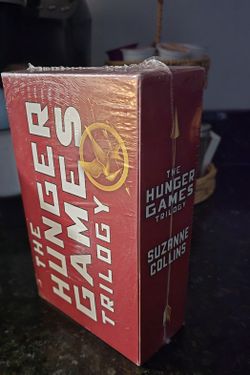 THE
HUNGER
GAMES
TRILOGY
THE
HUNGER
GAMES
TRILOGY
SUZANNE
COLLINS